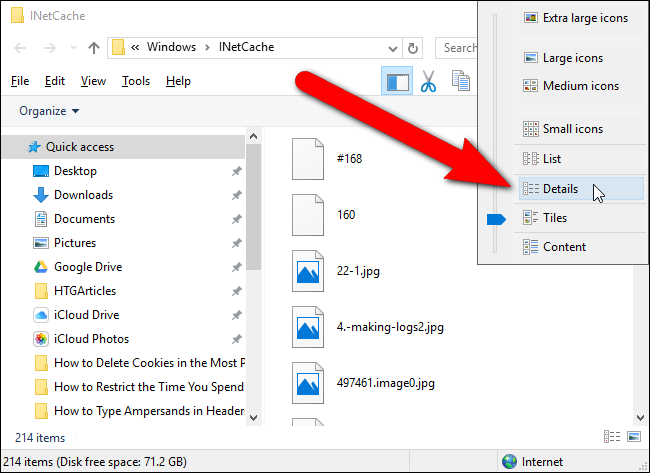 INetCache
« Windows > INetCache
Search
File Edit View Tools Help
Organize
Quick access
Desktop
Downloads
Documents
Pictures
Google Drive
HTGArticles
iCloud Drive
iCloud Photos
How to Delete Cookies in the Most P
How to Restrict the Time You Spend
How to Type Ampersands in Headers
#168
160
22-1.jpg
4.-making-logs2.jpg
497461.image0.jpg
Extra large icons
Large icons
Medium icons
Small icons
List
Details
Tiles
Content
214 items
214 items (Disk free space: 71.2 GB)
Internet